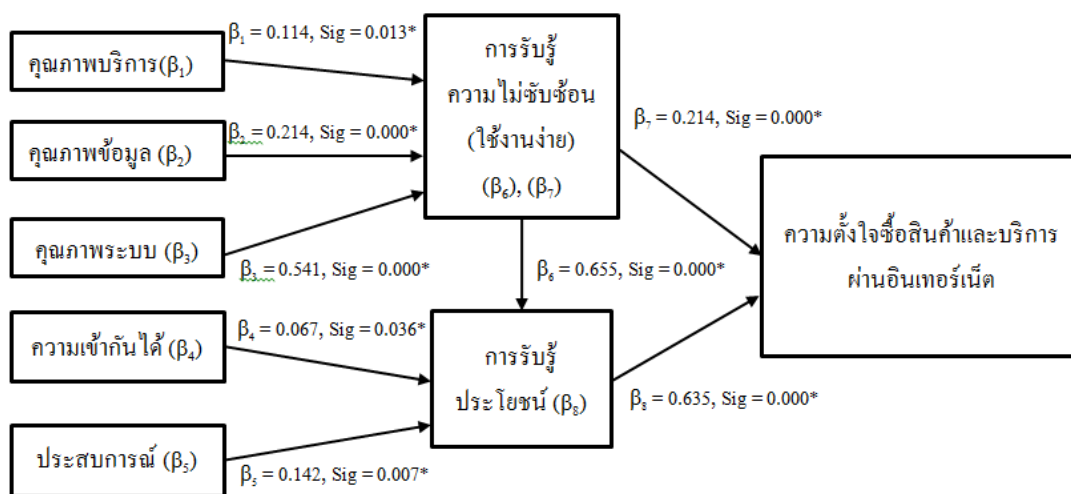 คุณภาพบริการ(β₁)
β₁ = 0.114, Sig = 0.013*
คุณภาพข้อมูล (β₂)
β₂ = 0.214, Sig = 0.000*
คุณภาพระบบ (β₃)
β₃ = 0.541, Sig = 0.000*
การรับรู้
ความไม่ซับซ้อน
(ใช้งานง่าย)
(β₆), (β₇)
β₇ = 0.214, Sig = 0.000*
β₆ = 0.655, Sig = 0.000*
ความตั้งใจซื้อสินค้าและบริการ
ผ่านอินเทอร์เน็ต
ความเข้ากันได้ (β₄)
β₄ = 0.067, Sig = 0.036*
ประสบการณ์ (β₅)
β₅ = 0.142, Sig = 0.007*
การรับรู้
ประโยชน์ (β₈)
β₈ = 0.635, Sig = 0.000*